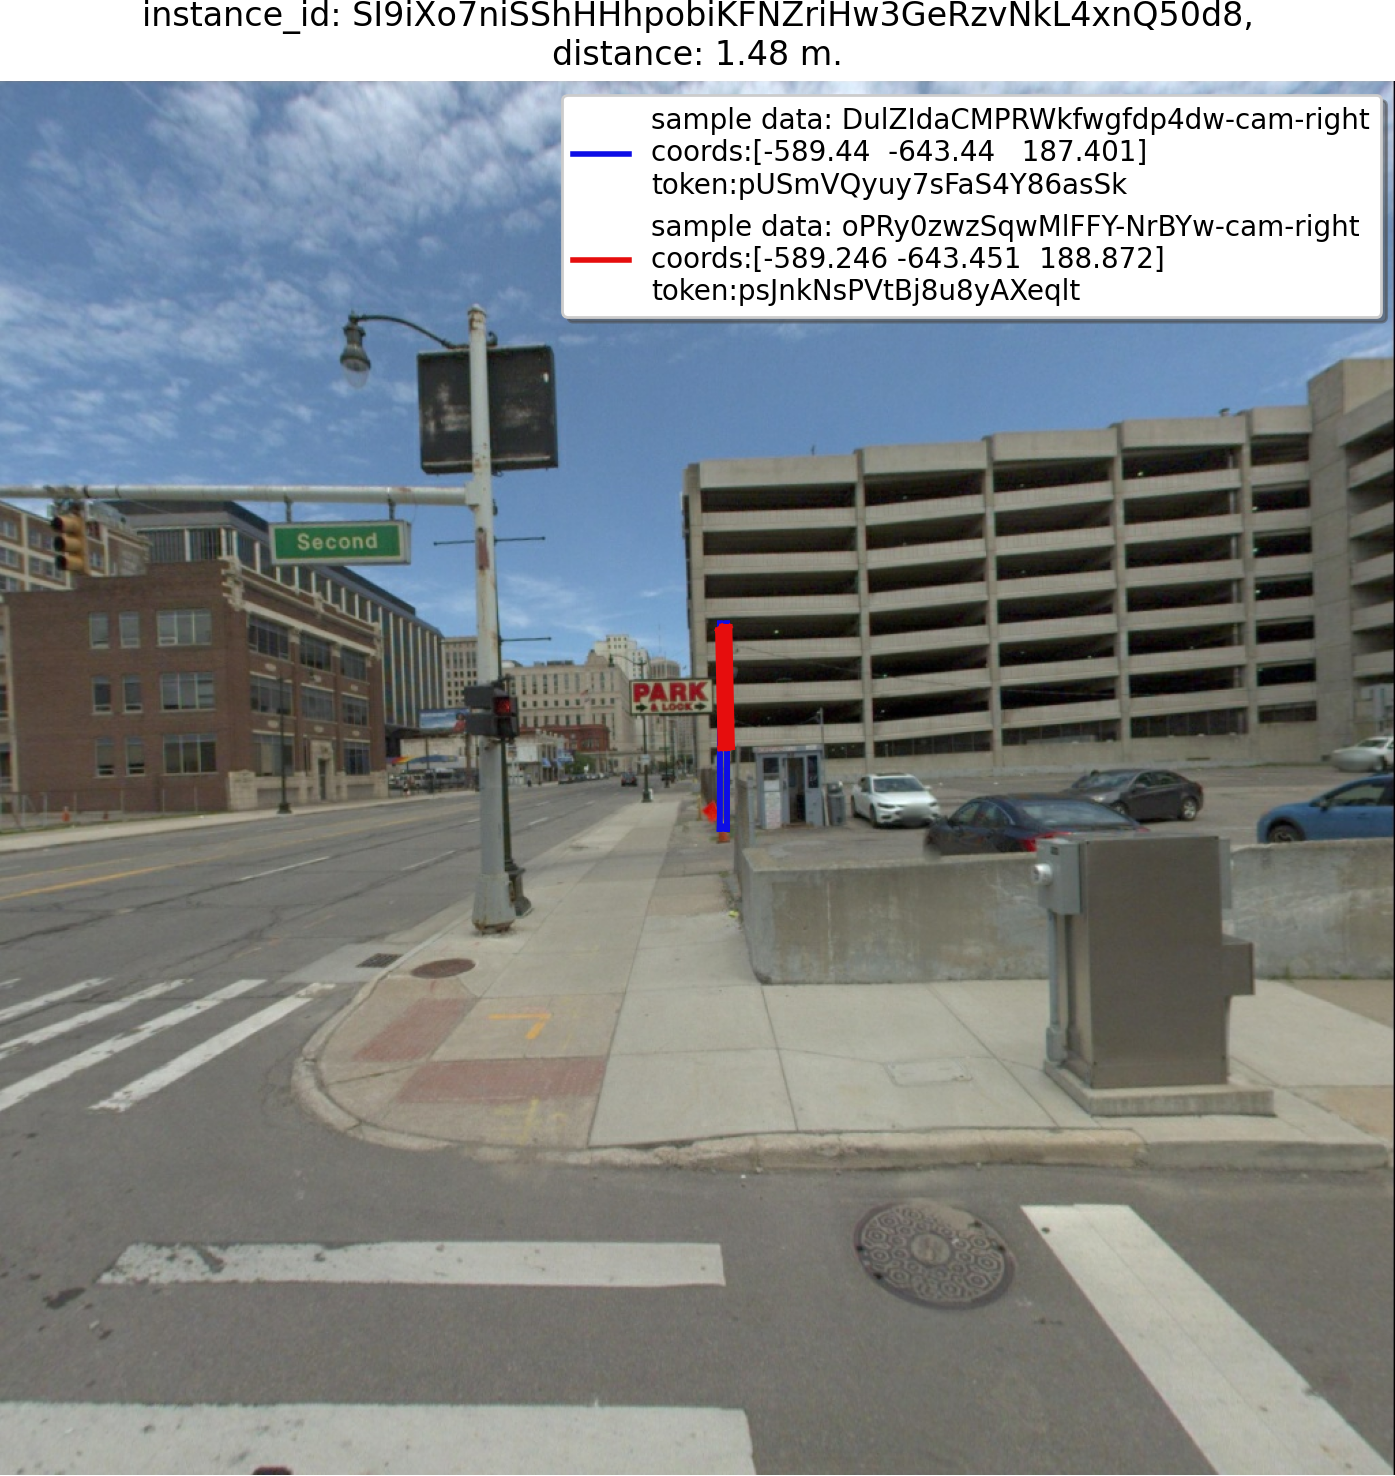 instance_id: SI9iXo7niSShHHhpobiKFNZriHw3GeRzvNkL4xnQ50d8,
distance: 1.48 m.
sample data: DulZIdaCMPRWkfwgfdp4dw-cam-right
coords:[-589.44 -643.44 187.401]
token:pUSmVQyuy7sFaS4Y86asSk
sample data: oPRy0zwzSqwMlFFY-NrBYw-cam-right
coords:[-589.246 -643.451 188.872]
token:psJnkNsPVtBj8u8yAXeqlt
Second
PARK
& LOCK